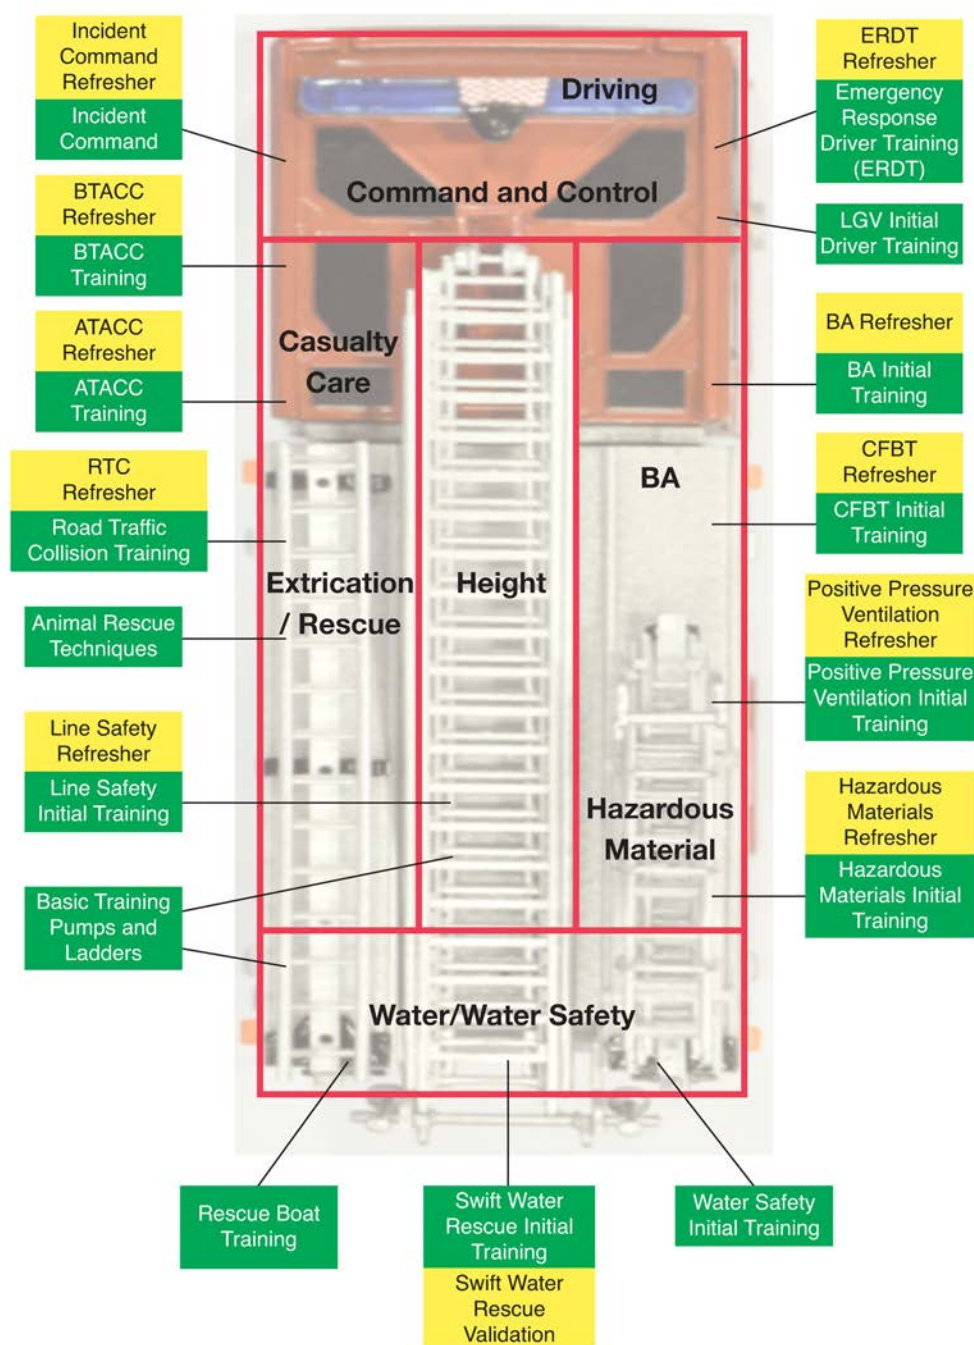 Incident
Command
Refresher
Incident
Command
BTACC
Refresher
BTACC
Training
ATACC
Refresher
ATACC
Training
RTC
Refresher
Road Traffic
Collision Training
Animal Rescue
Techniques
Line Safety
Refresher
Line Safety
Initial Training
Basic Training
Pumps and
Ladders
Driving
Command and Control
Casualty
Care
Extrication
/ Rescue
Height
BA
Hazardous
Material
Water/Water Safety
ERDT
Refresher
Emergency
Response
Driver Training
(ERDT)
LGV Initial
Driver Training
BA Refresher
BA Initial
Training
CFBT
Refresher
CFBT Initial
Training
Positive Pressure
Ventilation
Refresher
Positive Pressure
Ventilation Initial
Training
Hazardous
Materials
Refresher
Hazardous
Materials Initial
Training
Rescue Boat
Training
Swift Water
Rescue Initial
Training
Swift Water
Rescue
Validation
Water Safety
Initial Training